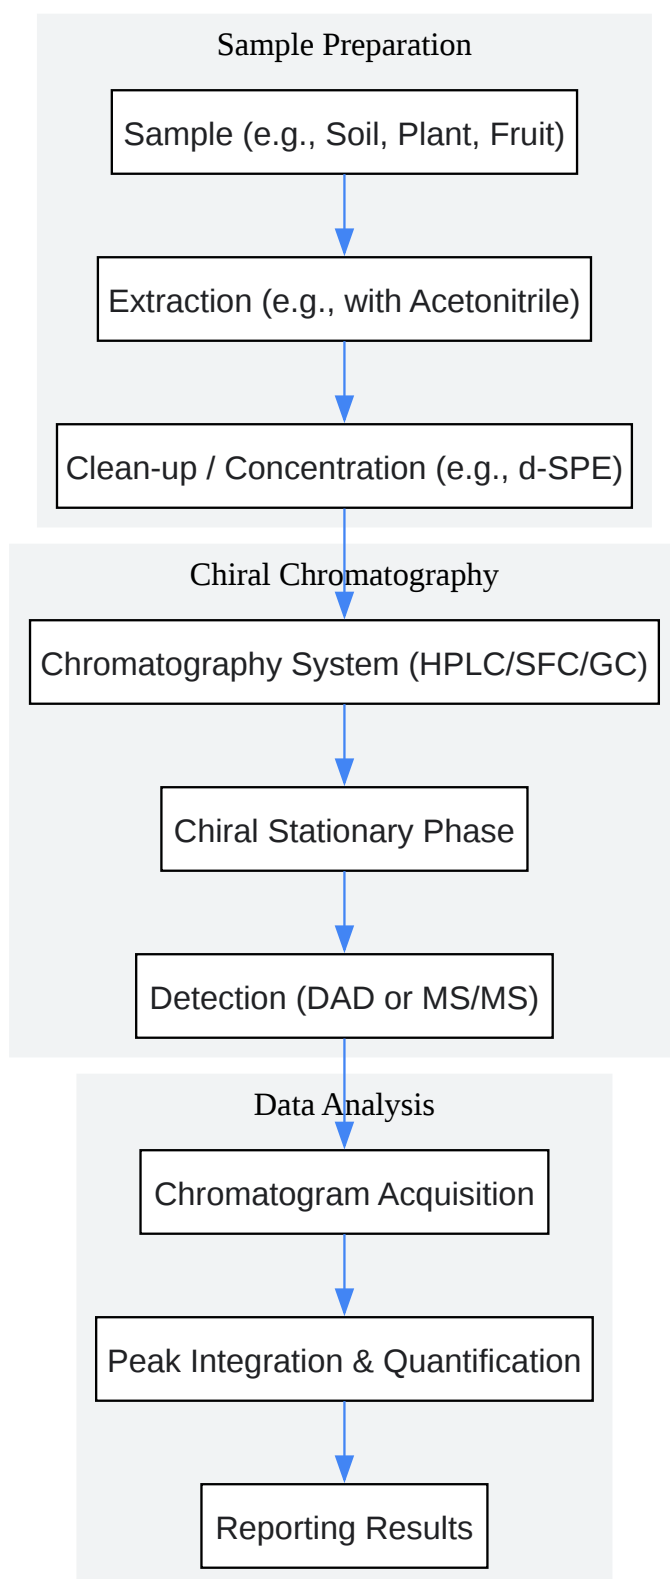 Sample Preparation
Sample (e.g., Soil, Plant, Fruit)
Extraction (e.g., with Acetonitrile)
Clean-up / Concentration (e.g., d-SPE)
Chiral Chromatography
Chromatography System (HPLC/SFC/GC)
Chiral Stationary Phase
Detection (DAD or MS/MS)
Data Analysis
Chromatogram Acquisition
Peak Integration & Quantification
Reporting Results